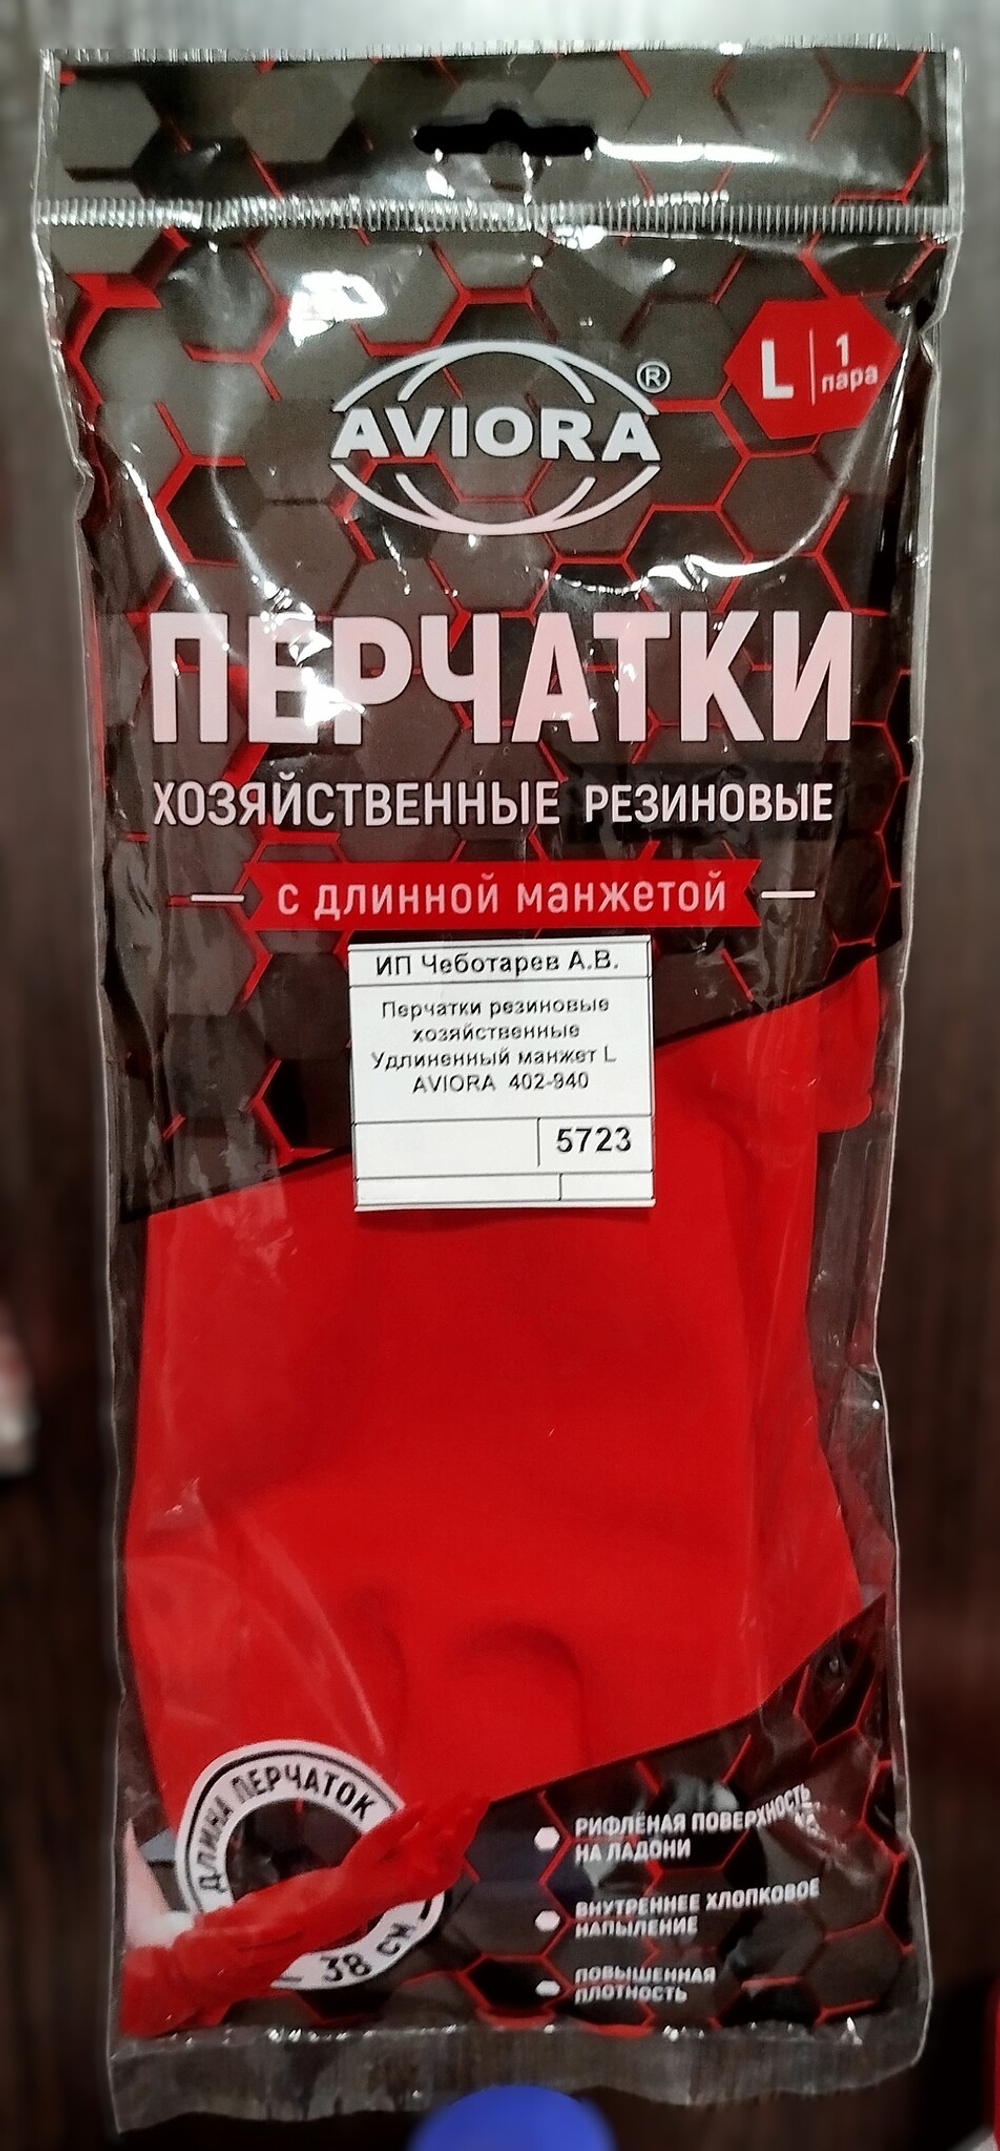 L 1
пара
AVIORA®
ПЕРЧАТКИ
ХОЗЯЙСТВЕННЫЕ РЕЗИНОВЫЕ
С ДЛИННОЙ МАНЖЕТОЙ
ИП Чеботарев А.В.
Перчатки резиновые
хозяйственные
Удлиненный манжет L
AVIORA 402-940
5723
ДЛИНА ПЕРЧАТОК
38 СМ
РИФЛЁНАЯ ПОВЕРХНОСТЬ
НА ЛАДОНИ
ВНУТРЕННЕЕ ХЛОПКОВОЕ
НАПЫЛЕНИЕ
ПОВЫШЕННАЯ
ПЛОТНОСТЬ